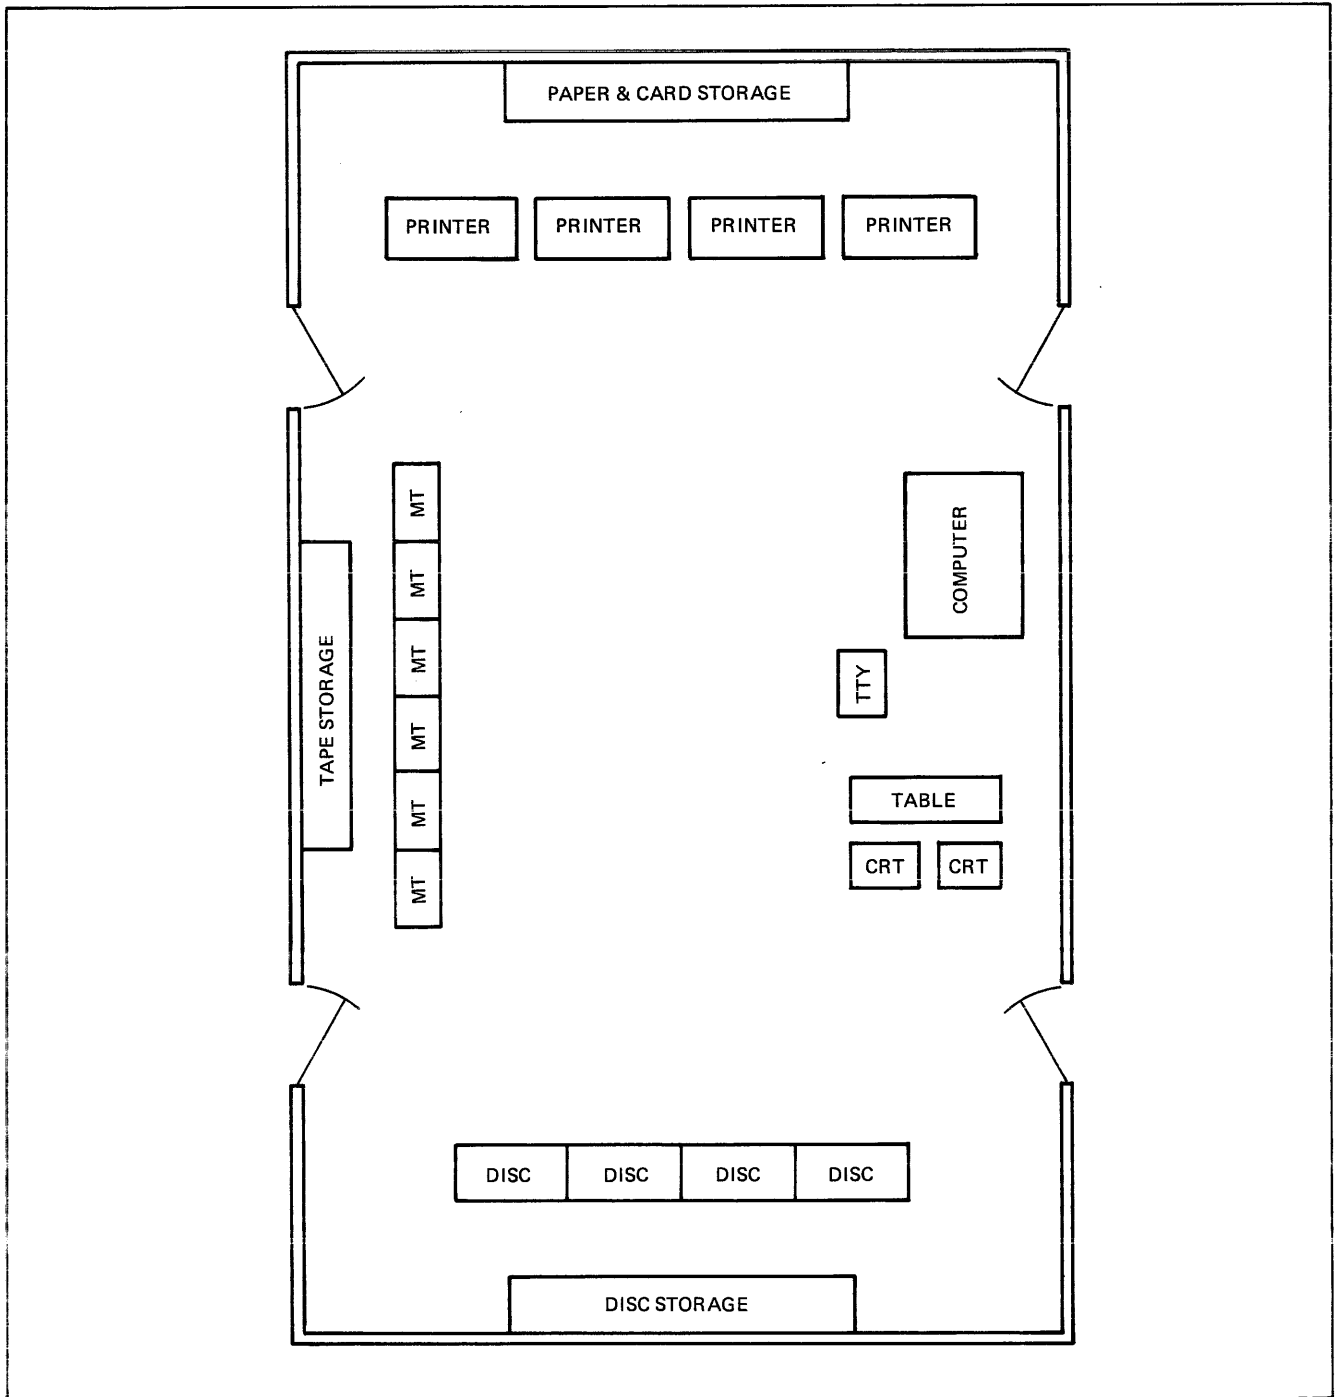 PAPER & CARD STORAGE
PRINTER
PRINTER
PRINTER
PRINTER
MT
MT
MT
MT
MT
MT
TAPE STORAGE
COMPUTER
TTY
TABLE
CRT
CRT
DISC
DISC
DISC
DISC
DISC STORAGE